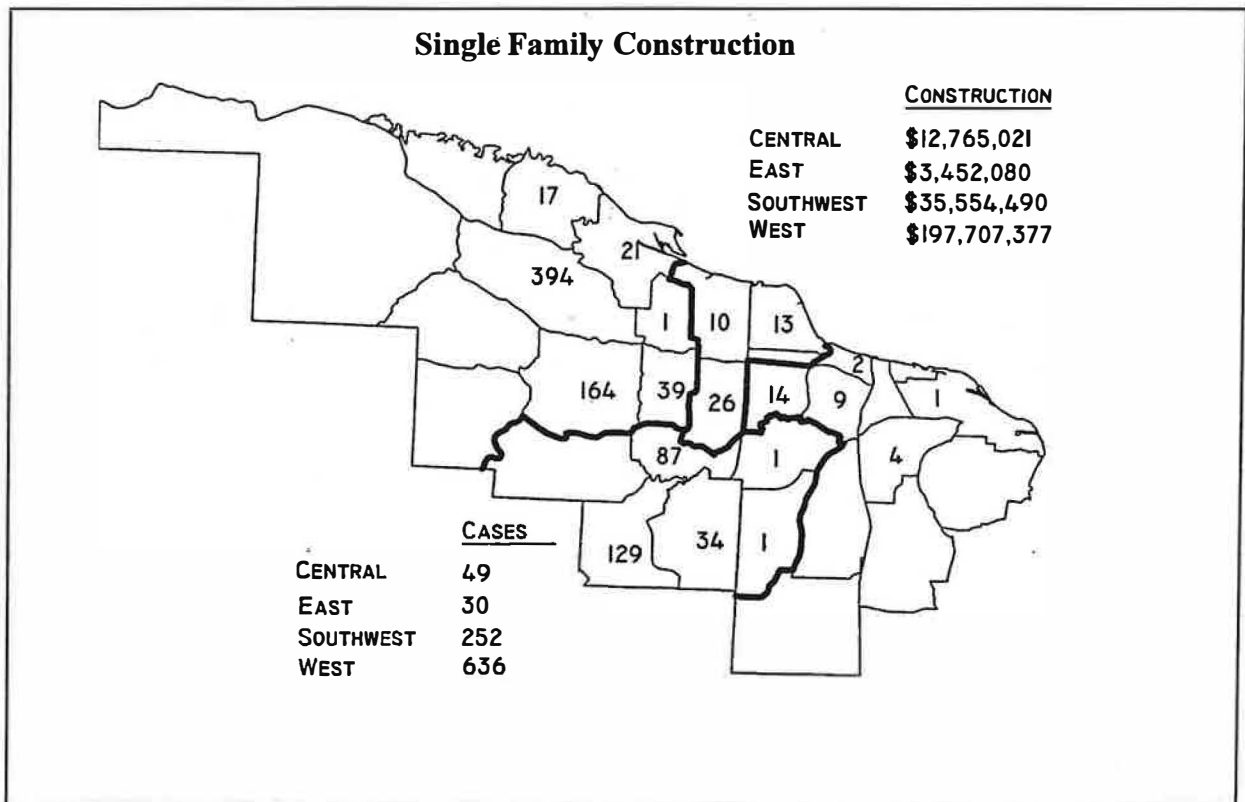 Single Family Construction
CONSTRUCTION
CENTRAL $12,765,021
EAST $3,452,080
SOUTHWEST $35,554,490
WEST $197,707,377
17
21
394
1 10 13
2
164 39 26 14 9 1
87 1 4
129 34 1
CASES
CENTRAL 49
EAST 30
SOUTHWEST 252
WEST 636